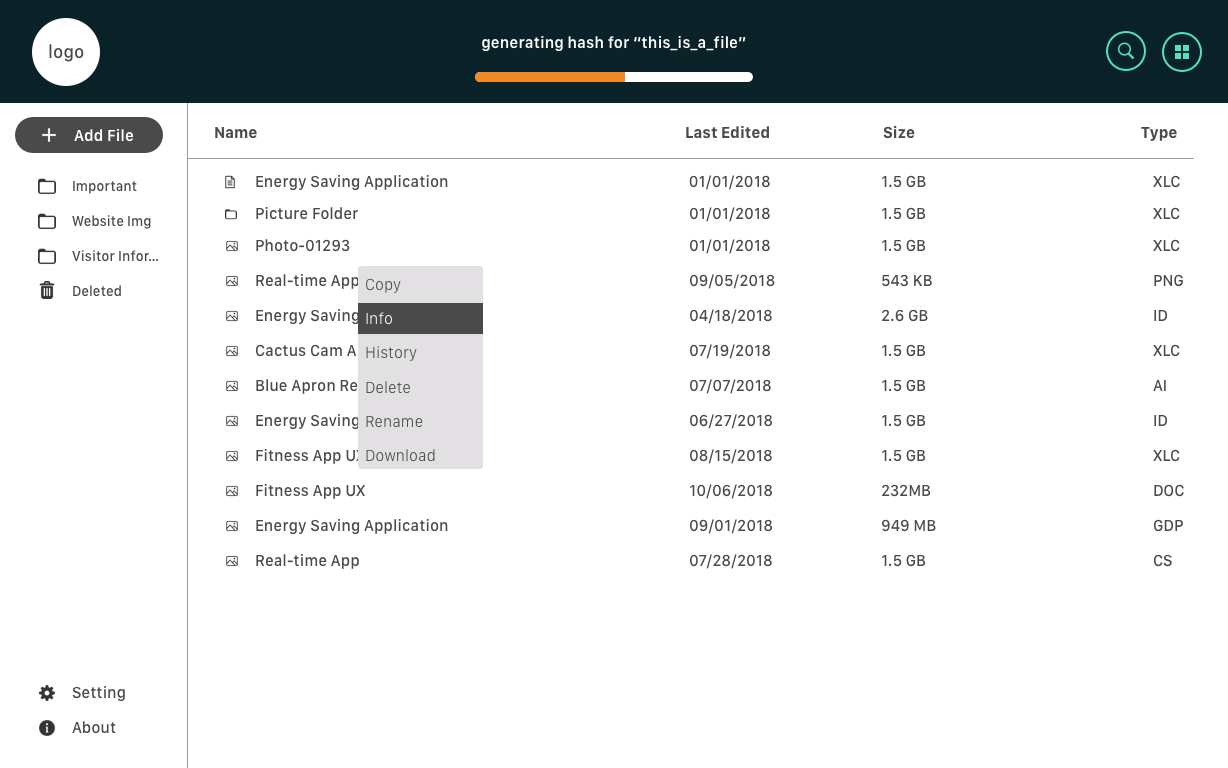 logo
generating hash for “this_is_a_file”
Add File
Important
Website Img
Visitor Infor...
Deleted
Setting
About
Name Last Edited Size Type
Energy Saving Application 01/01/2018 1.5 GB XLC
Picture Folder 01/01/2018 1.5 GB XLC
Photo-01293 01/01/2018 1.5 GB XLC
Real-time App 09/05/2018 543 KB PNG
Energy Saving 04/18/2018 2.6 GB ID
Cactus Cam A 07/19/2018 1.5 GB XLC
Blue Apron Re 07/07/2018 1.5 GB AI
Energy Saving 06/27/2018 1.5 GB ID
Fitness App U 08/15/2018 1.5 GB XLC
Fitness App UX 10/06/2018 232MB DOC
Energy Saving Application 09/01/2018 949 MB GDP
Real-time App 07/28/2018 1.5 GB CS
Copy
Info
History
Delete
Rename
Download